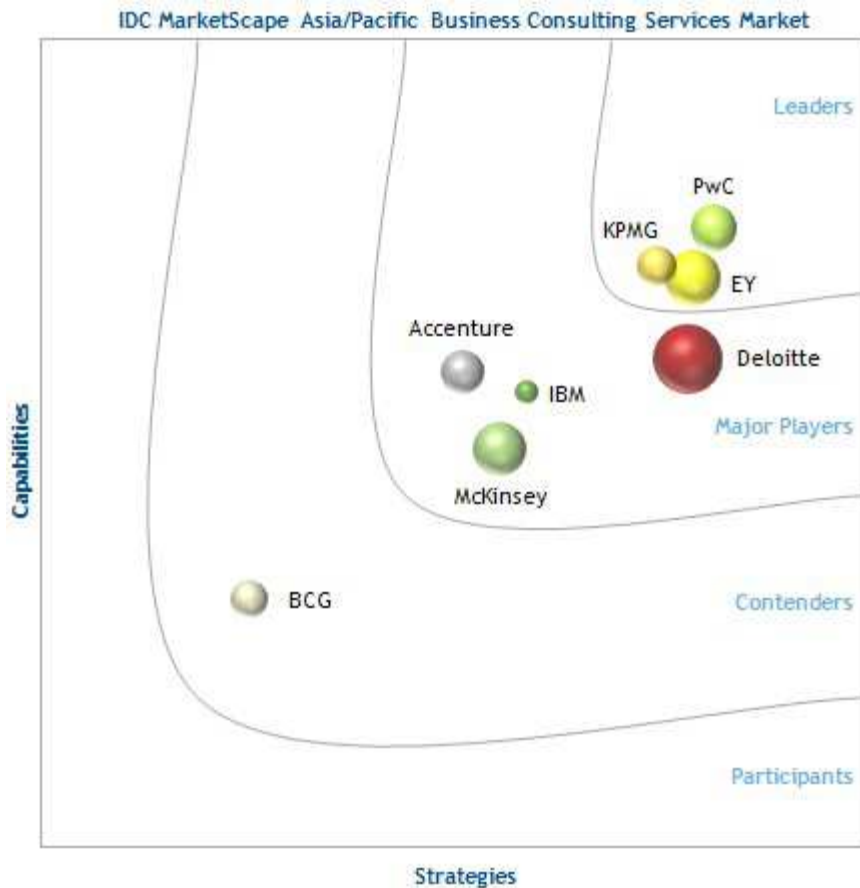 IDC MarketScape Asia/Pacific Business Consulting Services Market
Leaders
PwC
KPMG
EY
Accenture
Deloitte
IBM
Major Players
McKinsey
Capabilities
BCG
Contenders
Participants
Strategies